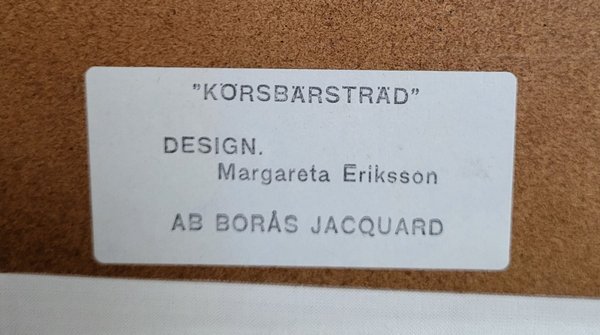 "KÖRSBÄRSTRÄD"
DESIGN.
Margareta Eriksson
AB BORÅS JACQUARD